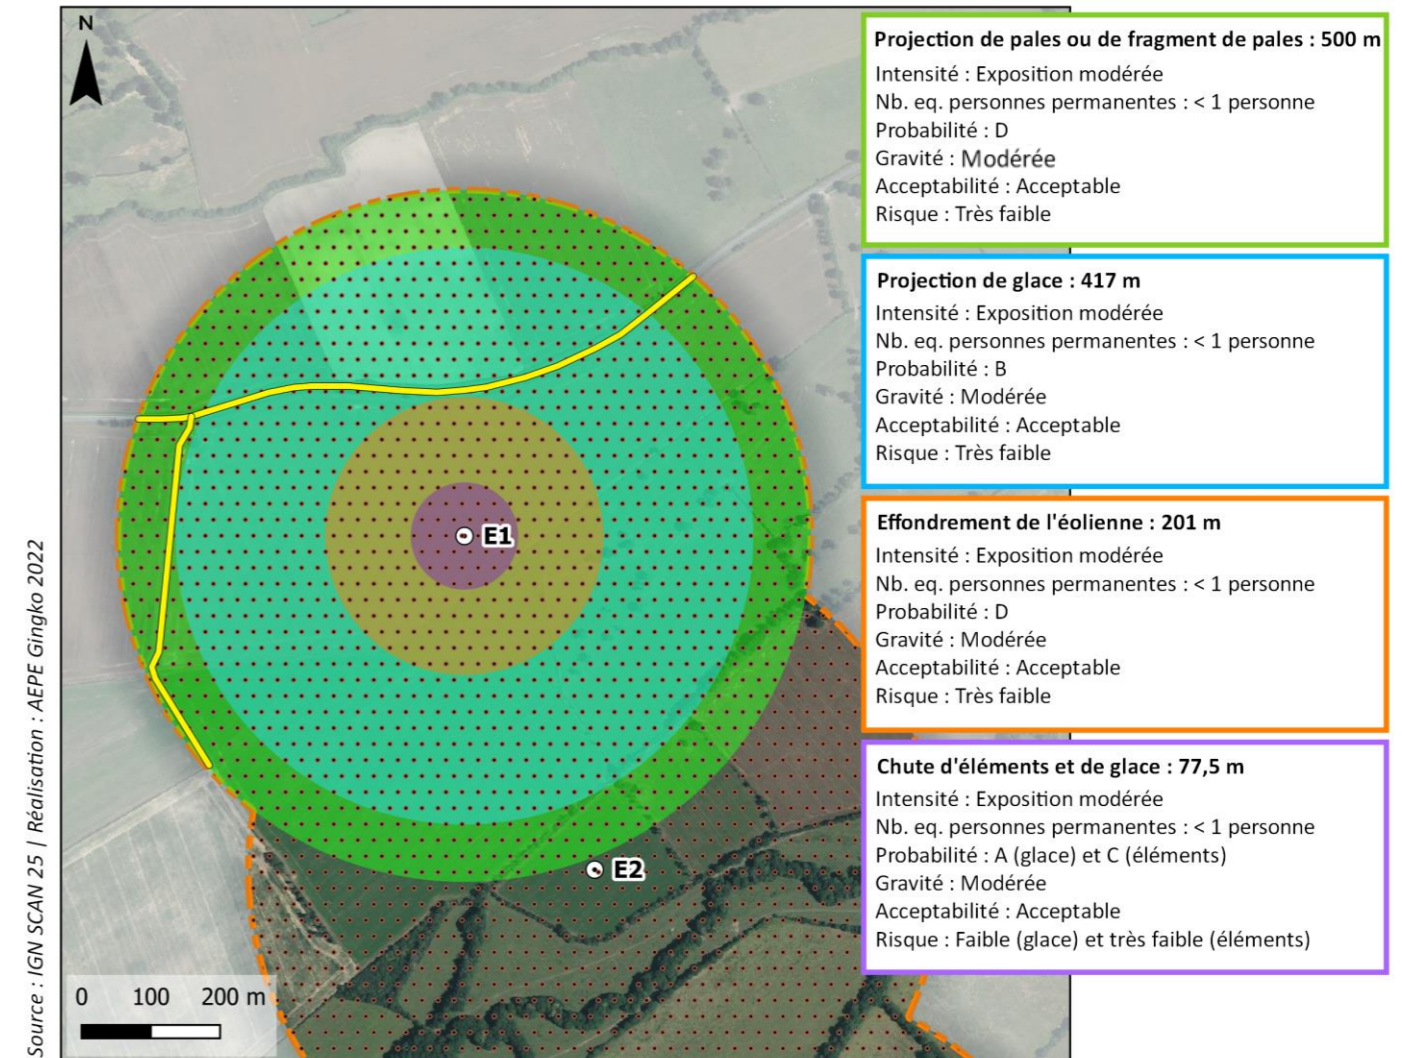 N
Projection de pales ou de fragment de pales : 500 m
Intensité : Exposition modérée
Nb. eq. personnes permanentes : < 1 personne
Probabilité : D
Gravité : Modérée
Acceptabilité : Acceptable
Risque : Très faible
Projection de glace : 417 m
Intensité : Exposition modérée
Nb. eq. personnes permanentes : < 1 personne
Probabilité : B
Gravité : Modérée
Acceptabilité : Acceptable
Risque : Très faible
Effondrement de l'éolienne : 201 m
Intensité : Exposition modérée
Nb. eq. personnes permanentes : < 1 personne
Probabilité : D
Gravité : Modérée
Acceptabilité : Acceptable
Risque : Très faible
Chute d'éléments et de glace : 77,5 m
Intensité : Exposition modérée
Nb. eq. personnes permanentes : < 1 personne
Probabilité : A (glace) et C (éléments)
Gravité : Modérée
Acceptabilité : Acceptable
Risque : Faible (glace) et très faible (éléments)
E1
E2
0 100 200 m
Source : IGN SCAN 25 | Réalisation : AEPE Gingko 2022